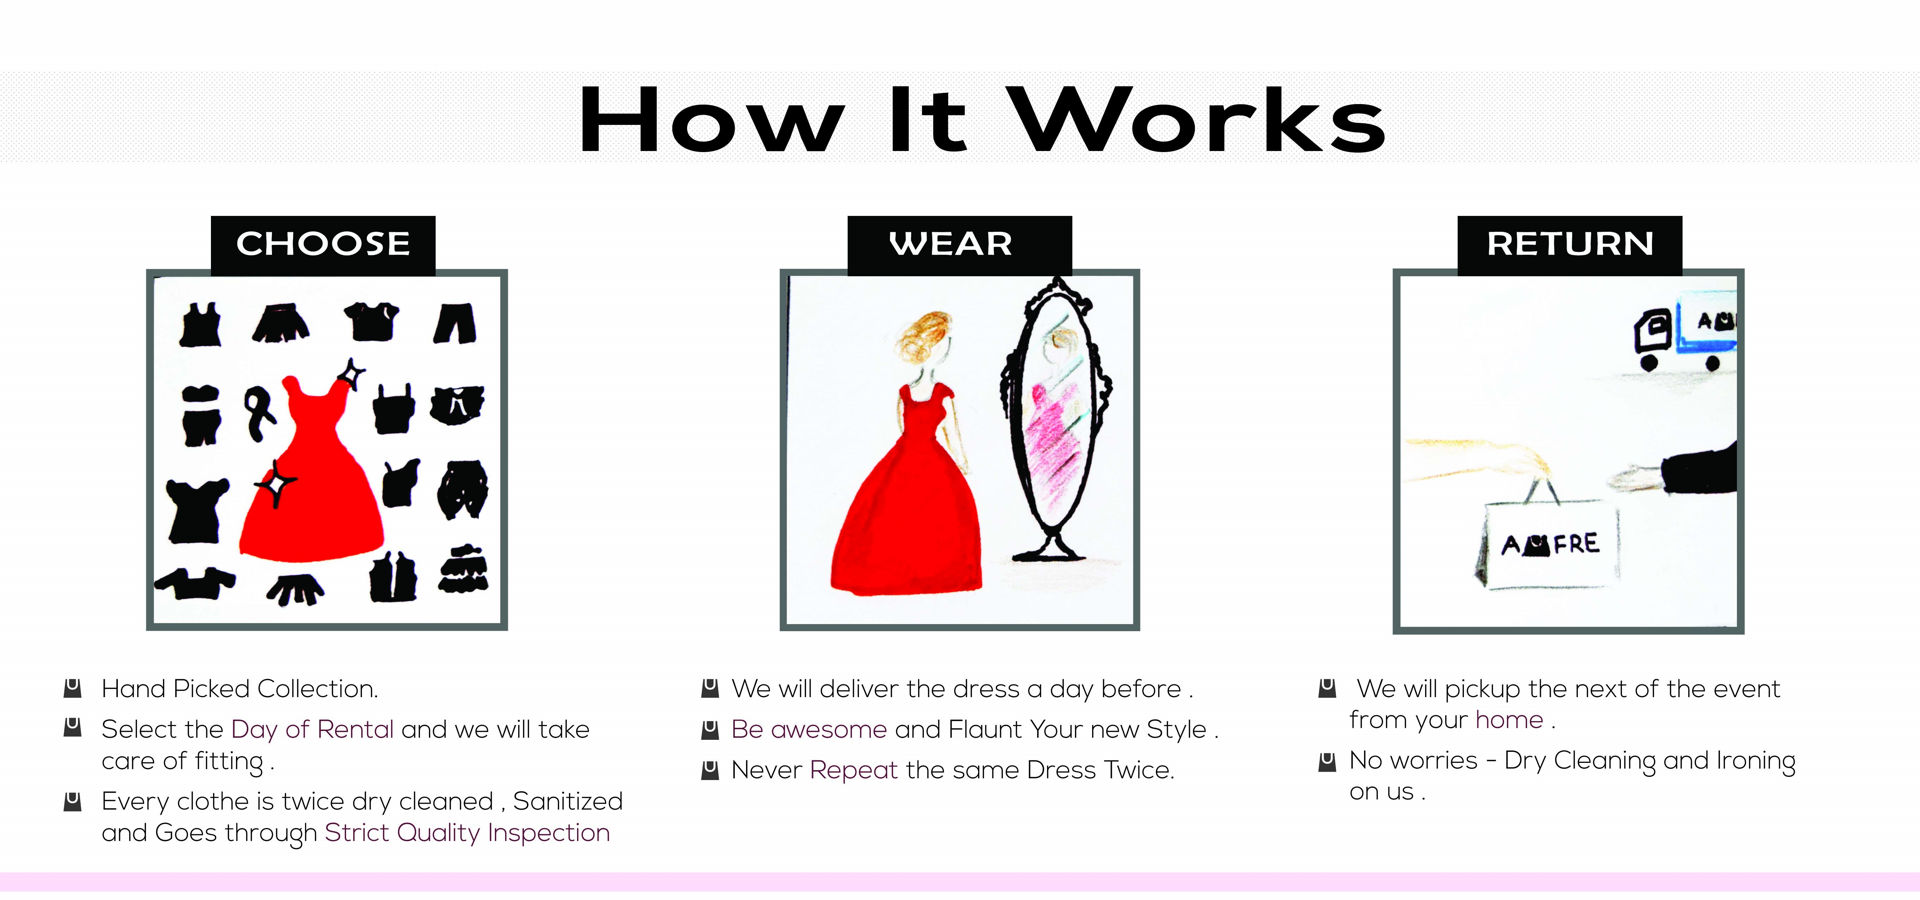 How It Works
CHOOSE
WEAR
RETURN
A FRE
Hand Picked Collection.
Select the Day of Rental and we will take
care of fitting .
Every clothe is twice dry cleaned , Sanitized
and Goes through Strict Quality Inspection
We will deliver the dress a day before .
Be awesome and Flaunt Your new Style .
Never Repeat the same Dress Twice.
We will pickup the next of the event
from your home .
No worries - Dry Cleaning and Ironing
on us .